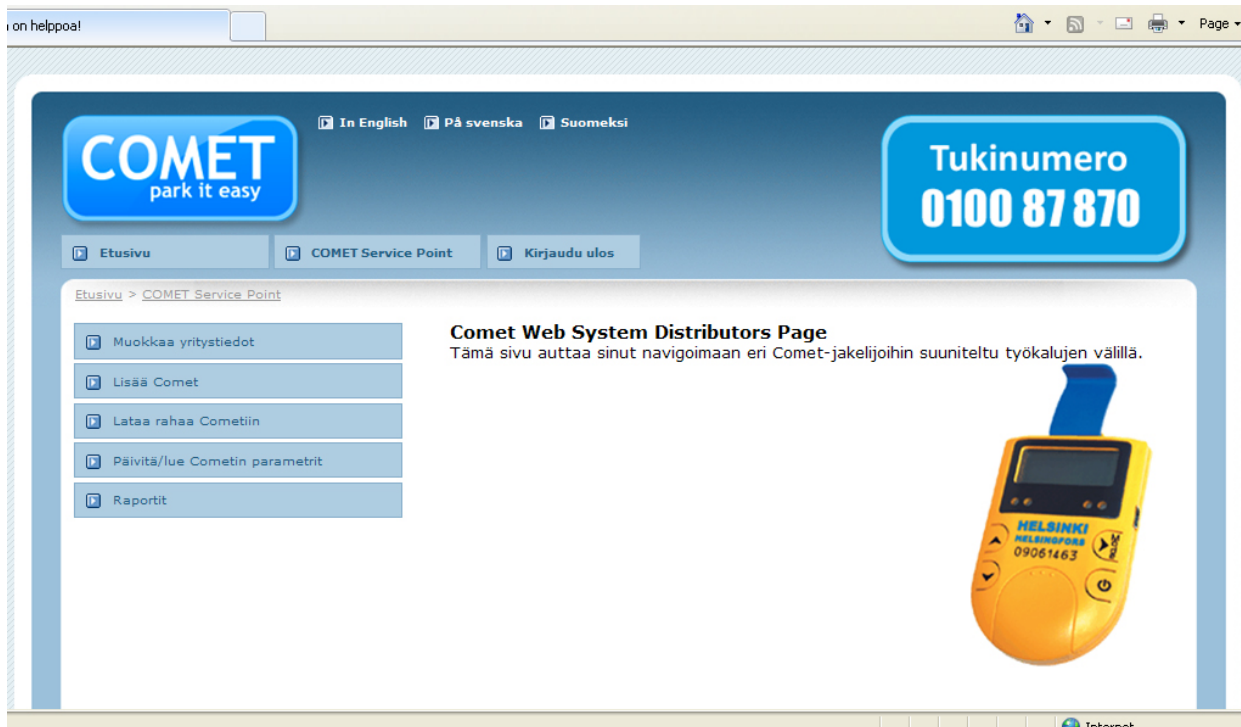 on helppoa!
Page
In English
På svenska
Suomeksi
COMET
park it easy
Tukinumero
0100 87 870
Etusivu
COMET Service Point
Kirjaudu ulos
Etusivu > COMET Service Point
Muokkaa yritystiedot
Lisää Comet
Lataa rahaa Cometiin
Päivitä/lue Cometin parametrit
Raportit
Comet Web System Distributors Page
Tämä sivu auttaa sinut navigoimaan eri Comet-jakelijoihin suuniteltu työkalujen välillä.
HELSINKI
HELSINGFORS
09061463
Internet